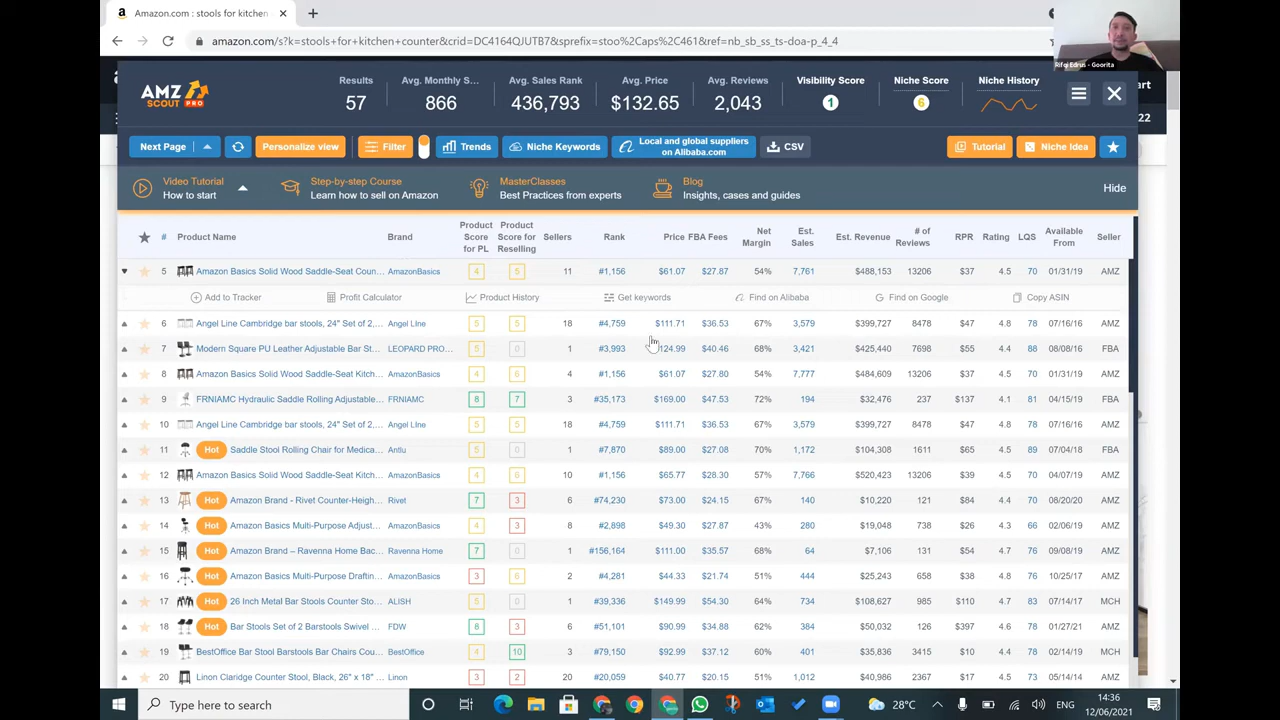 Amazon.com : stools for kitchen
amazon.com/s?k=stools+for+kitchen+counter&crid=DC4164QJUTB7&sprefix=stoo%2Caps%2C461&ref=nb_sb_ss_ts-doa-p_4_4
Rifqi Edrus - Goorita
AMZ SCOUT PRO
Results Avg. Monthly S... Avg. Sales Rank Avg. Price Avg. Reviews Visibility Score Niche Score Niche History
57 866 436,793 $132.65 2,043 1 6
Next Page Personalize view Filter Trends Niche Keywords Local and global suppliers on Alibaba.com CSV Tutorial Niche Idea
Video Tutorial Step-by-step Course MasterClasses Blog
How to start Learn how to sell on Amazon Best Practices from experts Insights, cases and guides Hide
# Product Name Brand Product Score for PL Product Score for Reselling Sellers Rank Price FBA Fees Net Margin Est. Sales Est. Revenue # of Reviews RPR Rating LQS Available From Seller
5 Amazon Basics Solid Wood Saddle-Seat Coun... AmazonBasics 4 5 11 #1,156 $61.07 $27.87 54% 7,761 $488,153 13206 $37 4.5 70 01/31/19 AMZ
Add to Tracker Profit Calculator Product History Get keywords Find on Alibaba Find on Google Copy ASIN
6 Angel Line Cambridge bar stools, 24" Set of 2,... Angel LIne 5 5 18 #4,759 $111.71 $36.53 67% 3,579 $399,727 8478 $47 4.8 78 07/16/16 AMZ
7 Modern Square PU Leather Adjustable Bar St... LEOPARD PRO... 5 0 1 #3,993 124.99 $40.46 68% 3,421 $425,440 7698 $55 4.4 88 08/08/16 FBA
8 Amazon Basics Solid Wood Saddle-Seat Kitch... AmazonBasics 4 6 4 #1,156 $61.07 $27.80 54% 7,777 $484,609 13206 $37 4.5 70 01/31/19 AMZ
9 FRNIAMC Hydraulic Saddle Rolling Adjustable... FRNIAMC 8 7 3 #35,173 $169.00 $47.53 72% 194 $32,476 237 $137 4.1 81 04/15/19 FBA
10 Angel Line Cambridge bar stools, 24" Set of 2,... Angel LIne 5 5 18 #4,759 $111.71 $36.53 67% 3,579 $399,727 8478 $47 4.8 78 07/16/16 AMZ
11 Hot Saddle Stool Rolling Chair for Medica... Antlu 5 0 1 #7,870 $89.00 $27.08 70% 1,172 $104,308 1611 $65 4.5 89 07/04/18 FBA
12 Amazon Basics Solid Wood Saddle-Seat Kitch... AmazonBasics 4 6 10 #1,156 $65.77 $28.30 57% 7,766 $520,423 13206 $39 4.5 70 04/07/19 AMZ
13 Hot Amazon Brand - Rivet Counter-Heigh... Rivet 7 3 6 #74,230 $73.00 $24.15 67% 140 $10,223 121 $84 4.4 70 08/20/20 AMZ
14 Hot Amazon Basics Multi-Purpose Adjust... AmazonBasics 4 3 8 #2,898 $49.30 $27.87 43% 280 $19,048 738 $26 4.3 66 02/06/19 AMZ
15 Hot Amazon Brand – Ravenna Home Bac... Ravenna Home 7 0 1 #156,164 $111.00 $35.57 68% 64 $7,106 131 $54 4.7 76 09/08/19 AMZ
16 Hot Amazon Basics Multi-Purpose Draftin... AmazonBasics 3 6 2 #4,281 $44.33 $21.74 51% 444 $25,243 658 $38 4.8 76 10/25/17 AMZ
17 Hot 26 Inch Metal Bar Stools Counter Sto... ALISH 5 0 1 #39,336 $149.99 $54.30 64% 734 $108,627 985 $110 4.7 83 07/14/17 MCH
18 Hot Bar Stools Set of 2 Barstools Swivel ... FDW 8 3 6 #51,101 $90.99 $34.88 62% 384 $50,032 126 $397 4.6 78 01/27/21 AMZ
19 BestOffice Bar Stool Barstools Bar Chairs Cou... BestOffice 4 10 3 #79,150 $92.99 $37.12 60% 401 $35,886 3415 $10 4.4 78 02/14/19 MCH
20 Linon Claridge Counter Stool, Black, 26" x 18" ... Linon 3 2 20 #20,059 $40.77 $20.15 51% 1,012 $40,986 2367 $17 4.5 73 05/14/14 AMZ
Type here to search 28°C ENG 14:36
12/06/2021